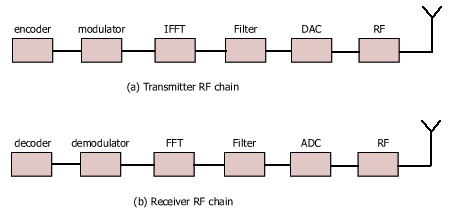 encoder modulator IFFT Filter DAC RF
(a) Transmitter RF chain
decoder demodulator FFT Filter ADC RF
(b) Receiver RF chain